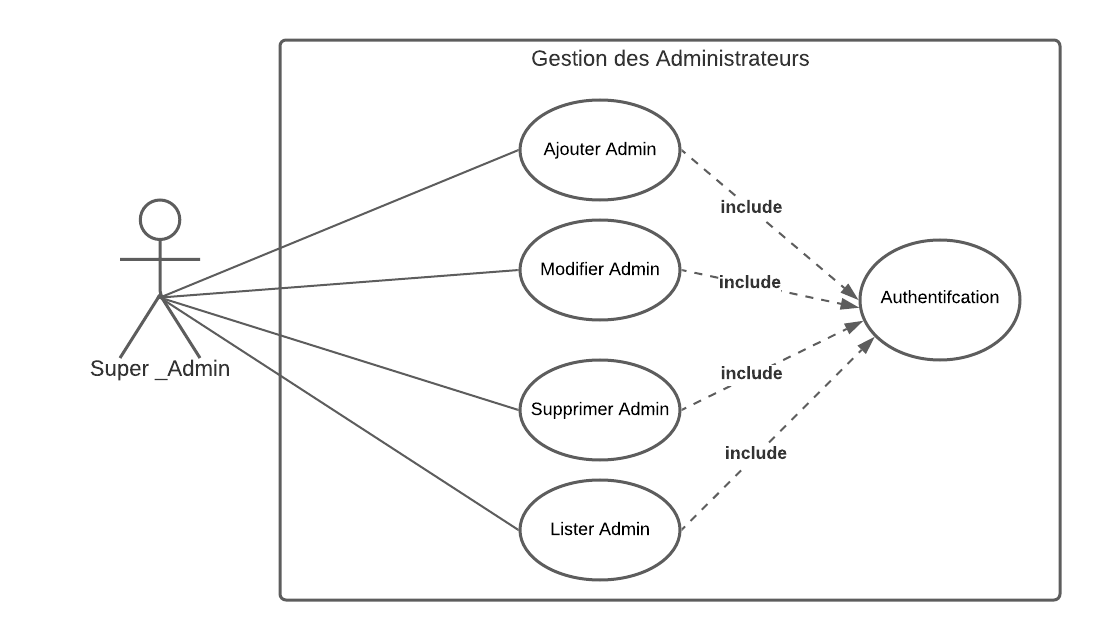 Gestion des Administrateurs
Ajouter Admin
include
Modifier Admin
include
Authentifcation
Super _Admin
Supprimer Admin
include
include
Lister Admin